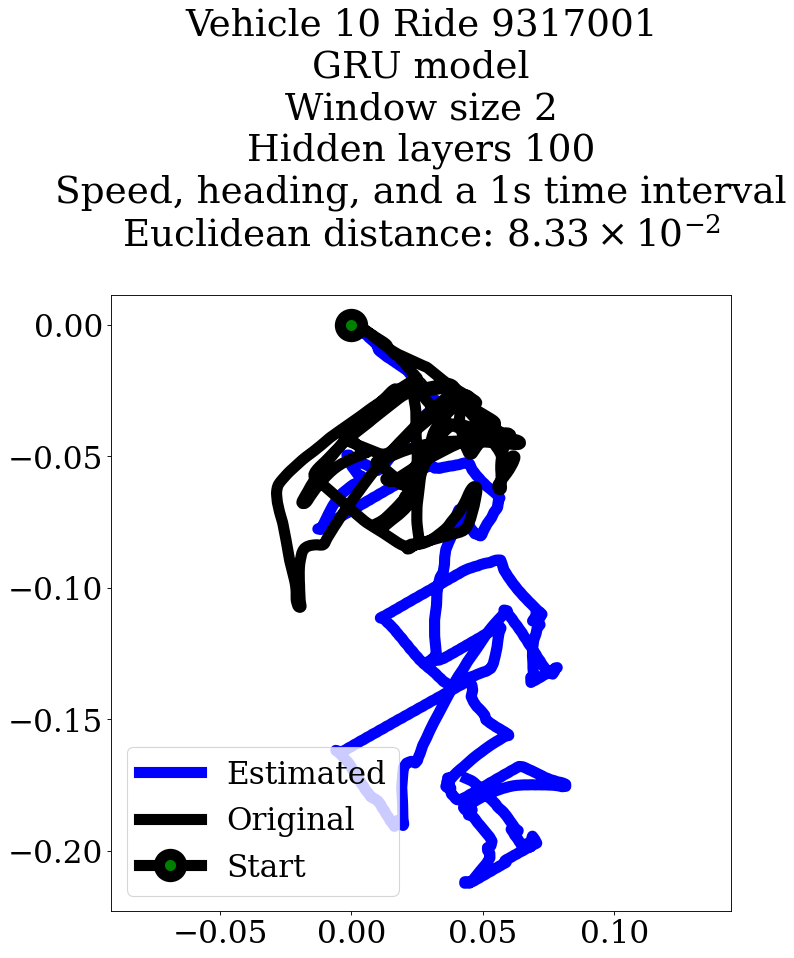 Vehicle 10 Ride 9317001
GRU model
Window size 2
Hidden layers 100
Speed, heading, and a 1s time interval
Euclidean distance: 8.33 × 10⁻²
0.00
−0.05
−0.10
−0.15
−0.20
Estimated
Original
Start
−0.05 0.00 0.05 0.10